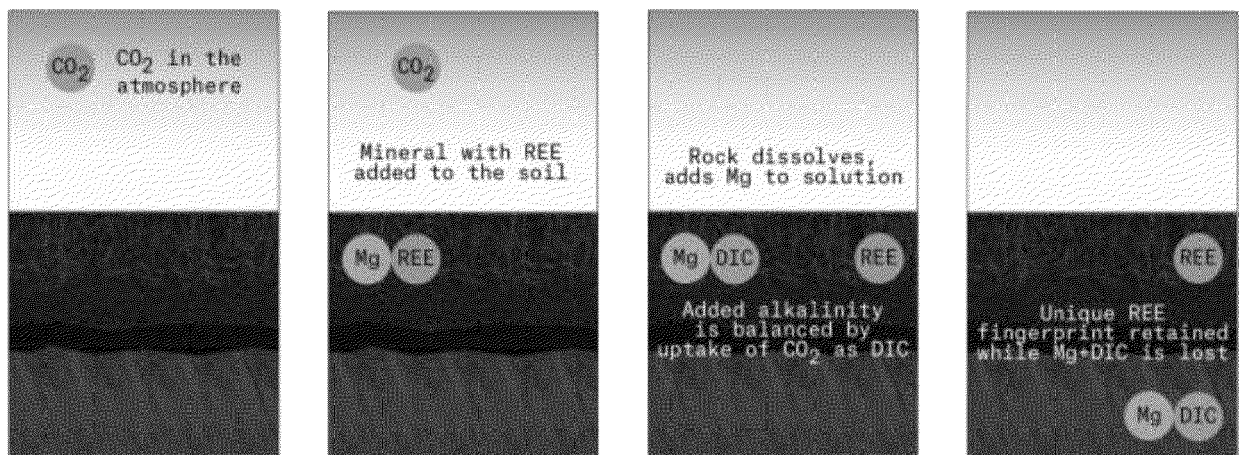 CO₂
CO₂ in the
atmosphere
CO₂
Mineral with REE
added to the soil
Mg
REE
Rock dissolves,
adds Mg to solution
Mg
DIC
REE
Added alkalinity
is balanced by
uptake of CO₂ as DIC
REE
Unique REE
fingerprint retained
while Mg+DIC is lost
Mg
DIC